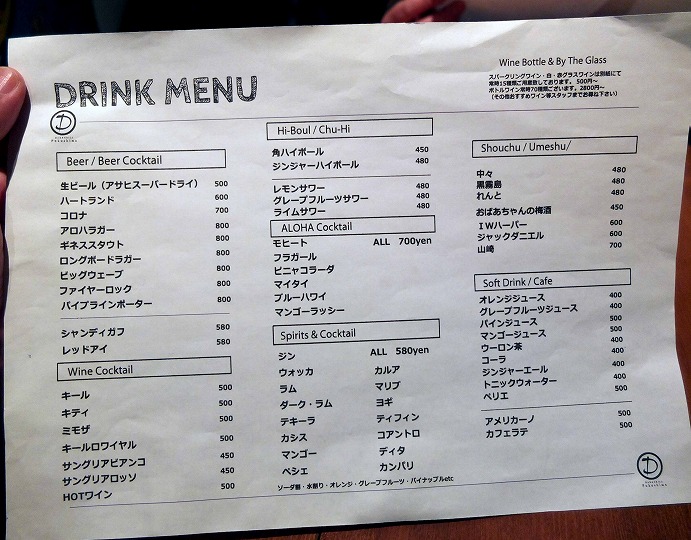 DRINK MENU
Wine Bottle & By The Glass
スパークリングワイン・白・赤グラスワインは別紙にて
常時15種類ご用意致しております。500円~
ボトルワイン常時70種類ございます。2800円~
(その他おすすめワイン等スタッフまでお尋ね下さい)
D
Beer / Beer Cocktail
生ビール (アサヒスーパードライ) 500
ハートランド 600
コロナ 700
アロハラガー 800
ギネススタウト 800
ロングボードラガー 800
ビッグウェーブ 800
ファイヤーロック 800
パイプラインポーター 800
シャンディガフ 580
レッドアイ 580
Wine Cocktail
キール 500
キティ 500
ミモザ 500
キールロワイヤル 500
サングリアビアンコ 450
サングリアロッソ 450
HOTワイン 500
Hi-Boul / Chu-Hi
角ハイボール 450
ジンジャーハイボール 480
レモンサワー 480
グレープフルーツサワー 480
ライムサワー 480
ALOHA Cocktail
モヒート ALL 700yen
フラガール
ピニャコラーダ
マイタイ
ブルーハワイ
マンゴーラッシー
Spirits & Cocktail
ジン ALL 580yen
ウォッカ カルア
ラム マリブ
ダーク・ラム ヨギ
テキーラ ティフィン
カシス コアントロ
マンゴー ディタ
ペシェ カンパリ
ソーダ割・水割り・オレンジ・グレープフルーツ・パイナップルetc
Shouchu / Umeshu/
中々 480
黒霧島 480
れんと 480
おばあちゃんの梅酒 450
IWハーパー 600
ジャックダニエル 600
山崎 700
Soft Drink / Cafe
オレンジジュース 400
グレープフルーツジュース 400
パインジュース 500
マンゴージュース 500
ウーロン茶 400
コーラ 400
ジンジャーエール 400
トニックウォーター 400
ペリエ 500
アメリカーノ 500
カフェラテ 500
D